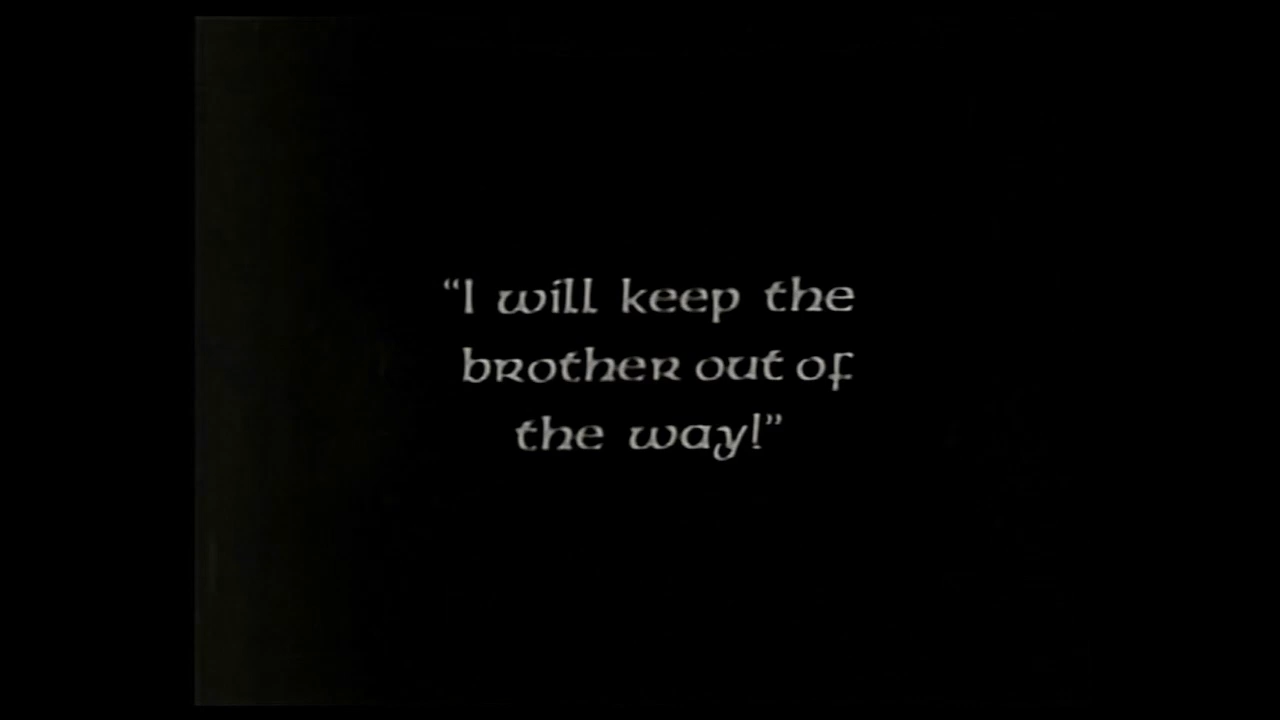 “I will keep the
brother out of
the way!”